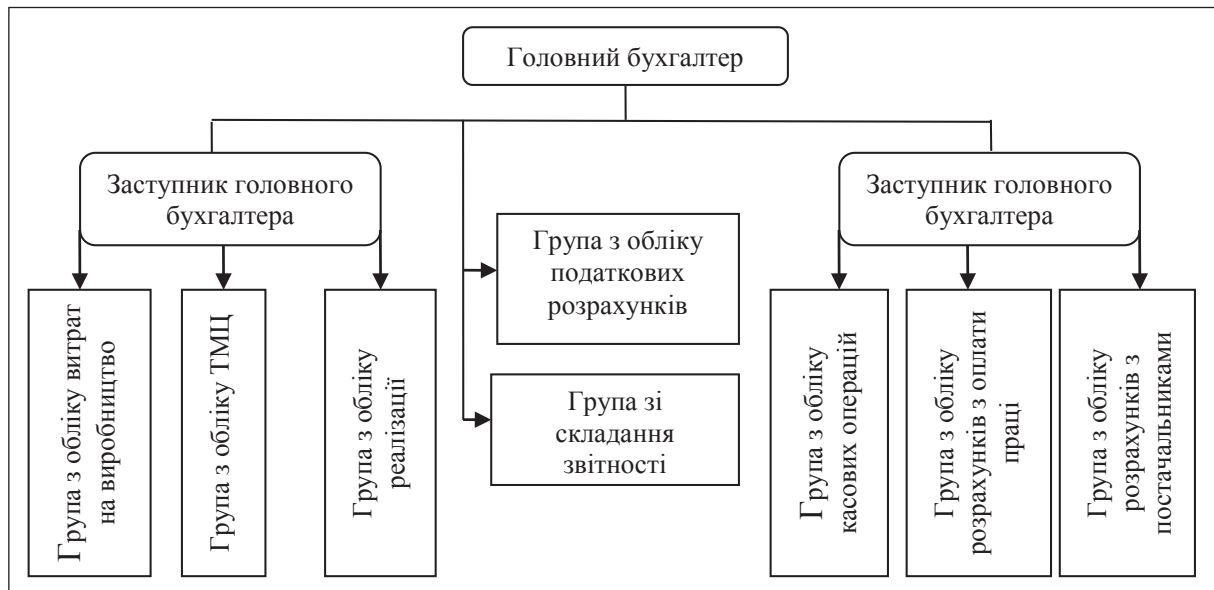 Головний бухгалтер
Заступник головного
бухгалтера
Заступник головного
бухгалтера
Група з обліку
податкових
розрахунків
Група зі
складання
звітності
Група з обліку витрат
на виробництво
Група з обліку ТМЦ
Група з обліку
реалізації
Група з обліку
касових операцій
Група з обліку
розрахунків з оплати
праці
Група з обліку
розрахунків з
постачальниками